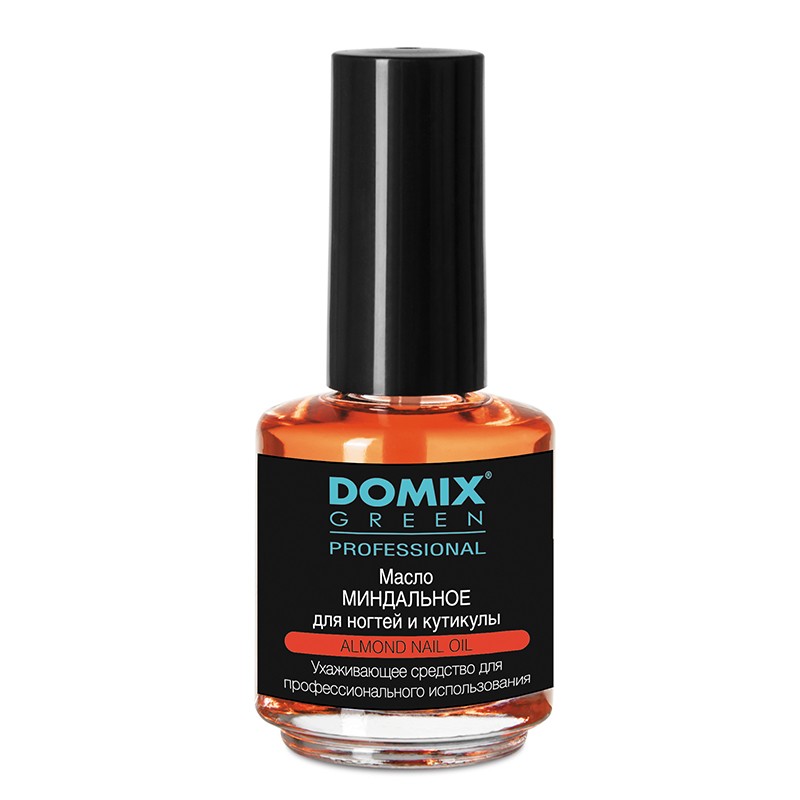 DOMIX®
GREEN
PROFESSIONAL
Масло
МИНДАЛЬНОЕ
для ногтей и кутикулы
ALMOND NAIL OIL
Ухаживающее средство для
профессионального использования